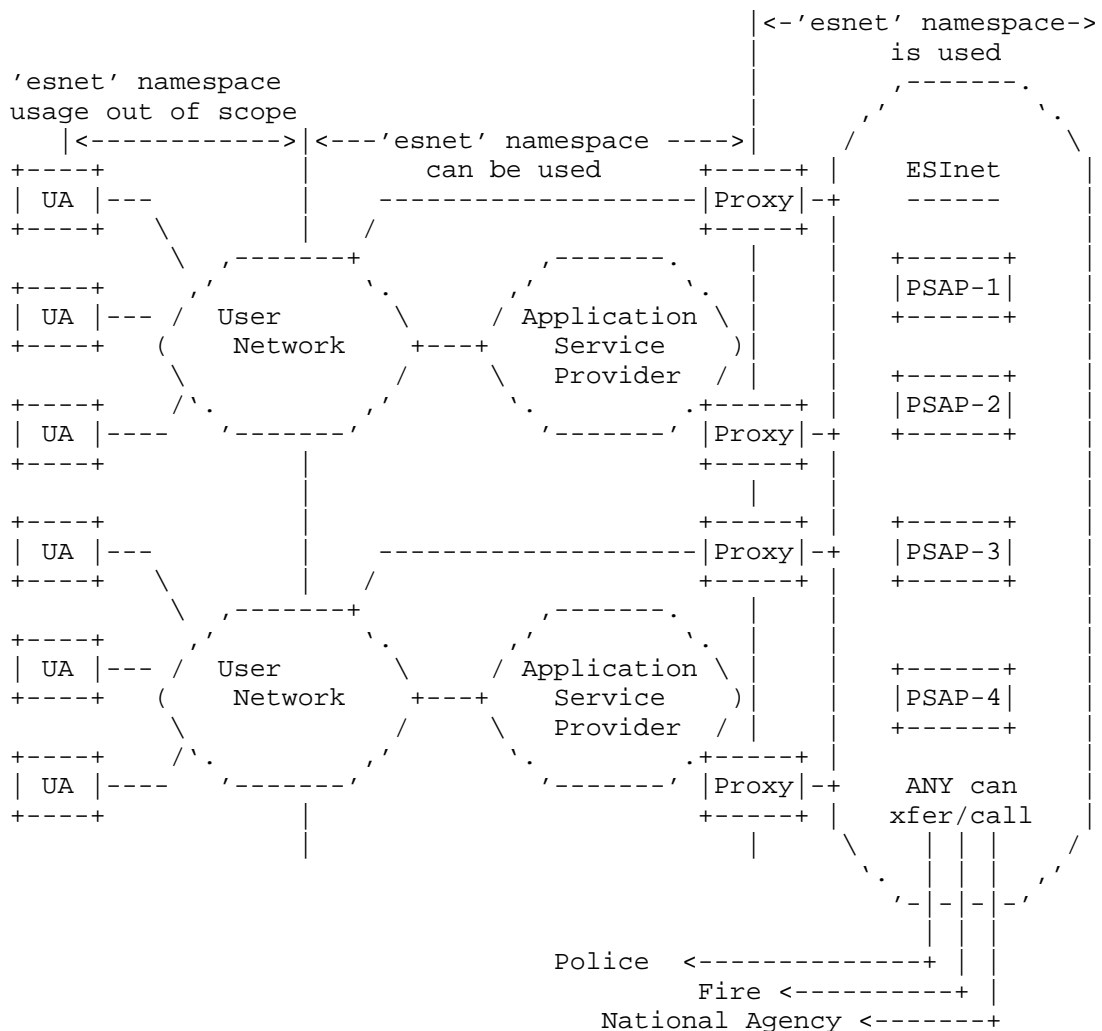 |<-'esnet' namespace->
is used
'esnet' namespace
usage out of scope
|<------------>|<---'esnet' namespace ---->|
can be used
ESInet
------
UA
Proxy
UA
PSAP-1
User Network
Application Service Provider
PSAP-2
UA
Proxy
UA
Proxy
PSAP-3
UA
User Network
Application Service Provider
PSAP-4
UA
Proxy
ANY can
xfer/call
Police <--------------+
Fire <----------+
National Agency <-------+